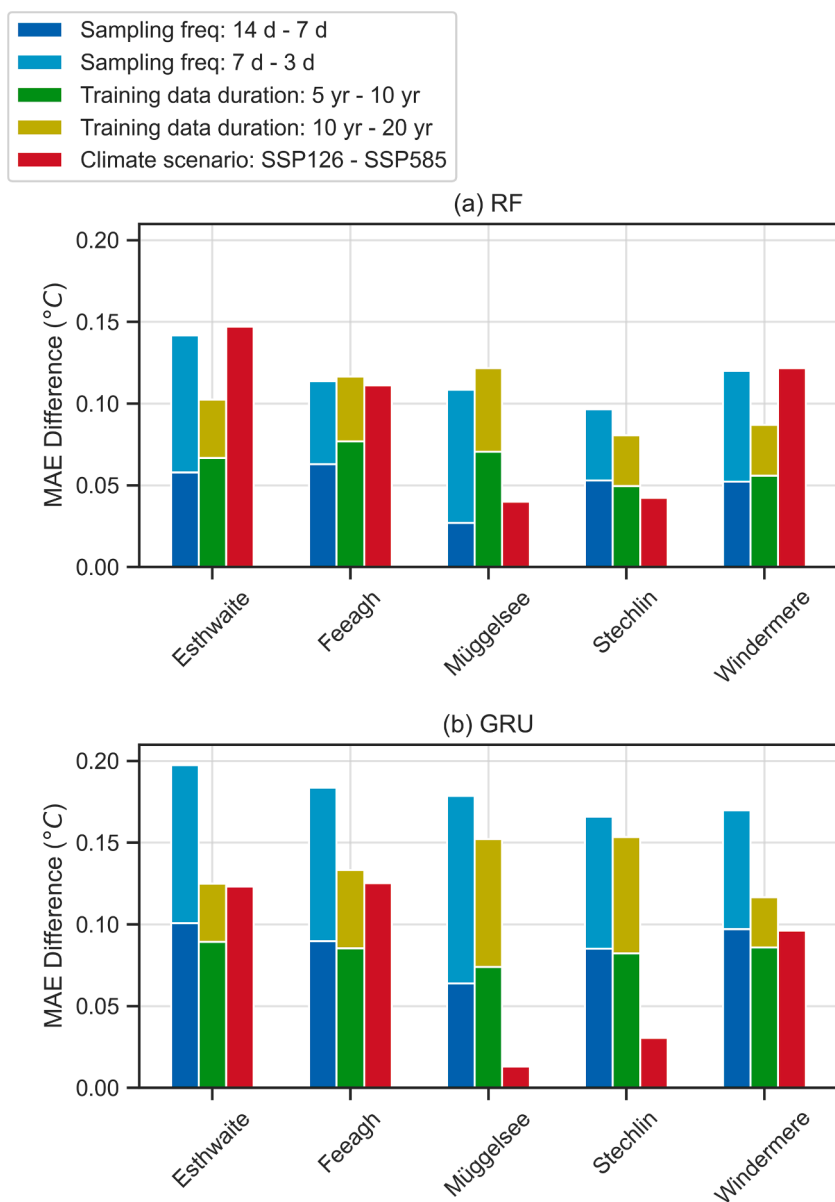 Sampling freq: 14 d - 7 d
Sampling freq: 7 d - 3 d
Training data duration: 5 yr - 10 yr
Training data duration: 10 yr - 20 yr
Climate scenario: SSP126 - SSP585
(a) RF
MAE Difference (°C)
0.20
0.15
0.10
0.05
0.00
Esthwaite
Feeagh
Müggelsee
Stechlin
Windermere
(b) GRU
MAE Difference (°C)
0.20
0.15
0.10
0.05
0.00
Esthwaite
Feeagh
Müggelsee
Stechlin
Windermere